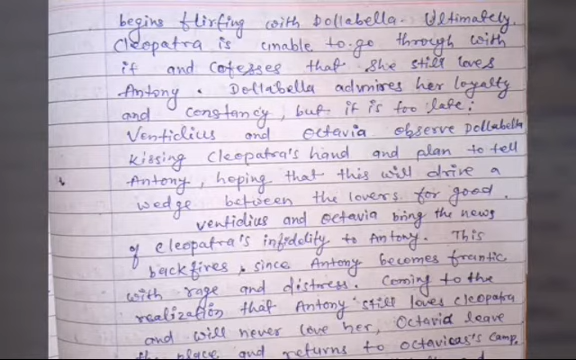 begins flirting with Dollabella. Ultimately,
Cleopatra is unable to go through with
it and cofesses that she still loves
Antony. Dollabella admires her loyalty
and constancy, but it is too late:
Ventidius and Octavia observe Dollabella
kissing Cleopatra's hand and plan to tell
Antony, hoping that this will drive a
wedge between the lovers for good.
Ventidius and Octavia bring the news
of Cleopatra's infidelity to Antony. This
backfires, since Antony becomes frantic
with rage and distress. Coming to the
realization that Antony still loves Cleopatra
and will never love her, Octavia leave
the place and returns to octavicas's camp.